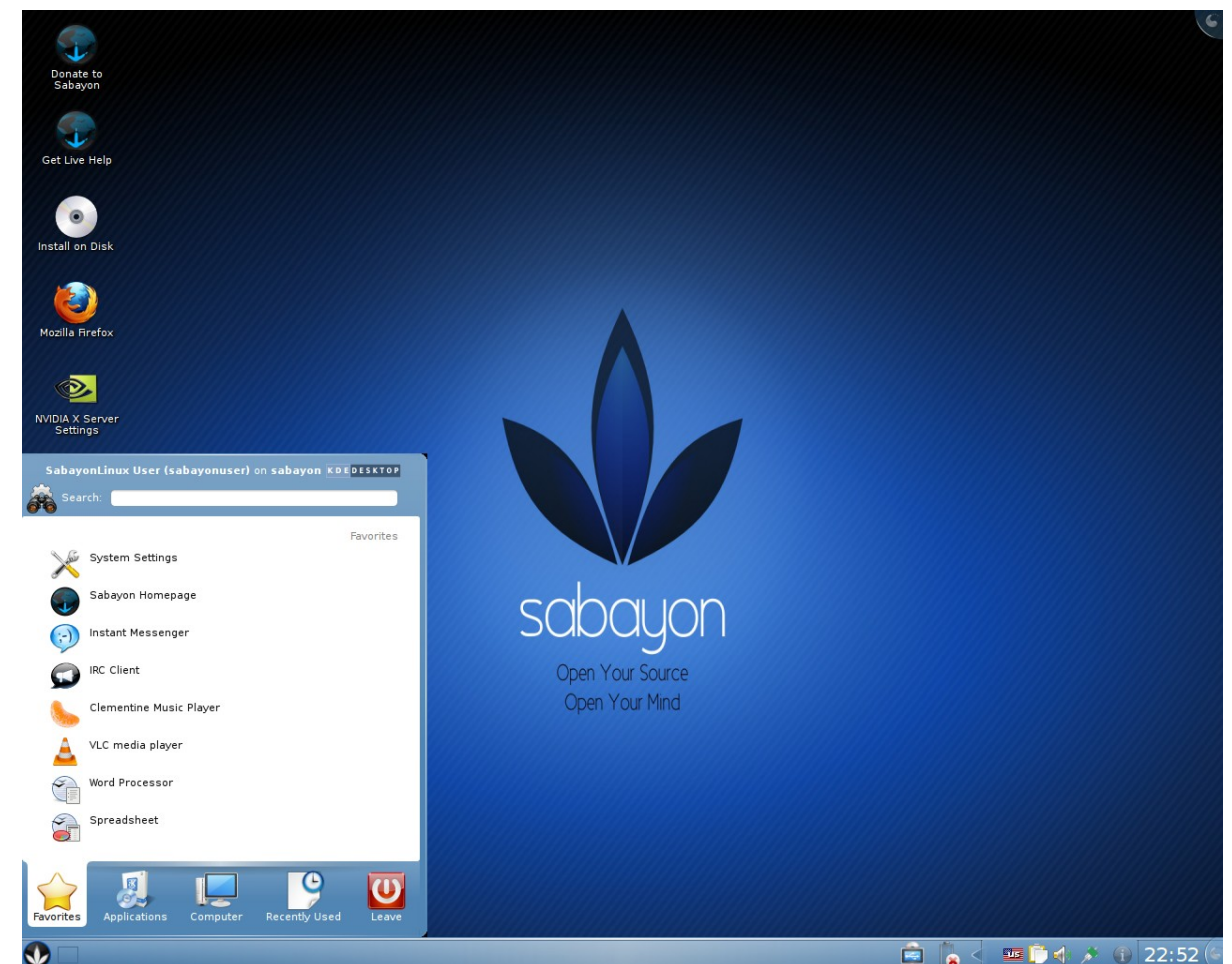 Donate to
Sabayon
Get Live Help
Install on Disk
Mozilla Firefox
NVIDIA X Server
Settings
SabayonLinux User (sabayonuser) on sabayon KDE DESKTOP
Search:
Favorites
System Settings
Sabayon Homepage
Instant Messenger
IRC Client
Clementine Music Player
VLC media player
Word Processor
Spreadsheet
Favorites
Applications
Computer
Recently Used
Leave
sabayon
Open Your Source
Open Your Mind
US
22:52